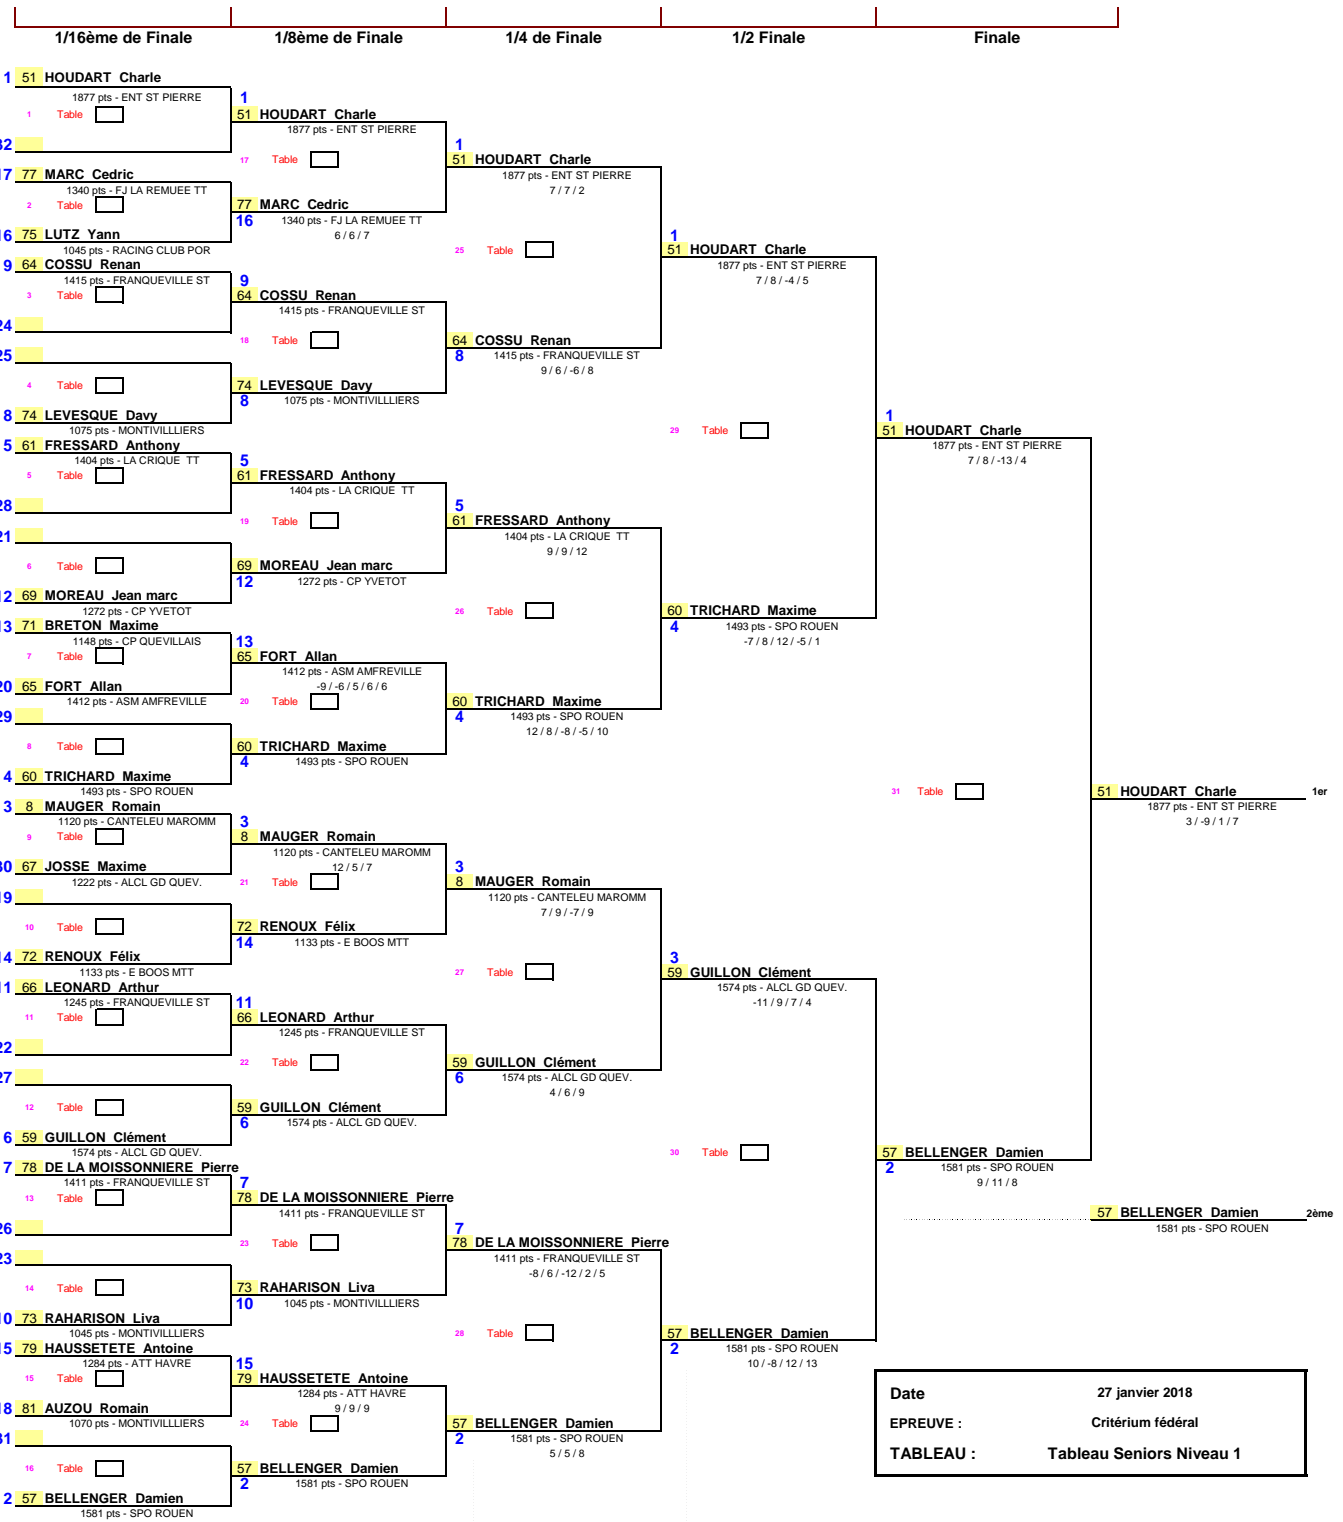 1/16ème de Finale
1/8ème de Finale
1/4 de Finale
1/2 Finale
Finale
1 51 HOUDART Charle
1877 pts - ENT ST PIERRE
1 Table
32
17 77 MARC Cedric
1340 pts - FJ LA REMUEE TT
2 Table
16 75 LUTZ Yann
1045 pts - RACING CLUB POR
9 64 COSSU Renan
1415 pts - FRANQUEVILLE ST
3 Table
24
25
4 Table
8 74 LEVESQUE Davy
1075 pts - MONTIVILLLIERS
5 61 FRESSARD Anthony
1404 pts - LA CRIQUE TT
5 Table
28
21
6 Table
12 69 MOREAU Jean marc
1272 pts - CP YVETOT
13 71 BRETON Maxime
1148 pts - CP QUEVILLAIS
7 Table
20 65 FORT Allan
1412 pts - ASM AMFREVILLE
29
8 Table
4 60 TRICHARD Maxime
1493 pts - SPO ROUEN
3 8 MAUGER Romain
1120 pts - CANTELEU MAROMM
9 Table
30 67 JOSSE Maxime
1222 pts - ALCL GD QUEV.
19
10 Table
14 72 RENOUX Félix
1133 pts - E BOOS MTT
11 66 LEONARD Arthur
1245 pts - FRANQUEVILLE ST
11 Table
22
27
12 Table
6 59 GUILLON Clément
1574 pts - ALCL GD QUEV.
7 78 DE LA MOISSONNIERE Pierre
1411 pts - FRANQUEVILLE ST
13 Table
26
23
14 Table
10 73 RAHARISON Liva
1045 pts - MONTIVILLLIERS
15 79 HAUSSETETE Antoine
1284 pts - ATT HAVRE
15 Table
18 81 AUZOU Romain
1070 pts - MONTIVILLLIERS
31
16 Table
2 57 BELLENGER Damien
1581 pts - SPO ROUEN
1
51 HOUDART Charle
1877 pts - ENT ST PIERRE
17 Table
77 MARC Cedric
16 1340 pts - FJ LA REMUEE TT
6 / 6 / 7
9
64 COSSU Renan
1415 pts - FRANQUEVILLE ST
18 Table
74 LEVESQUE Davy
8 1075 pts - MONTIVILLLIERS
5
61 FRESSARD Anthony
1404 pts - LA CRIQUE TT
19 Table
69 MOREAU Jean marc
12 1272 pts - CP YVETOT
13
65 FORT Allan
1412 pts - ASM AMFREVILLE
-9 / -6 / 5 / 6 / 6
20 Table
60 TRICHARD Maxime
4 1493 pts - SPO ROUEN
3
8 MAUGER Romain
1120 pts - CANTELEU MAROMM
12 / 5 / 7
21 Table
72 RENOUX Félix
14 1133 pts - E BOOS MTT
11
66 LEONARD Arthur
1245 pts - FRANQUEVILLE ST
22 Table
59 GUILLON Clément
6 1574 pts - ALCL GD QUEV.
7
78 DE LA MOISSONNIERE Pierre
1411 pts - FRANQUEVILLE ST
23 Table
73 RAHARISON Liva
10 1045 pts - MONTIVILLLIERS
15
79 HAUSSETETE Antoine
1284 pts - ATT HAVRE
9 / 9 / 9
24 Table
57 BELLENGER Damien
2 1581 pts - SPO ROUEN
1
51 HOUDART Charle
1877 pts - ENT ST PIERRE
7 / 7 / 2
25 Table
64 COSSU Renan
8 1415 pts - FRANQUEVILLE ST
9 / 6 / -6 / 8
5
61 FRESSARD Anthony
1404 pts - LA CRIQUE TT
9 / 9 / 12
26 Table
60 TRICHARD Maxime
4 1493 pts - SPO ROUEN
12 / 8 / -8 / -5 / 10
3
8 MAUGER Romain
1120 pts - CANTELEU MAROMM
7 / 9 / -7 / 9
27 Table
59 GUILLON Clément
6 1574 pts - ALCL GD QUEV.
4 / 6 / 9
7
78 DE LA MOISSONNIERE Pierre
1411 pts - FRANQUEVILLE ST
-8 / 6 / -12 / 2 / 5
28 Table
57 BELLENGER Damien
2 1581 pts - SPO ROUEN
5 / 5 / 8
1
51 HOUDART Charle
1877 pts - ENT ST PIERRE
7 / 8 / -4 / 5
29 Table
60 TRICHARD Maxime
4 1493 pts - SPO ROUEN
-7 / 8 / 12 / -5 / 1
3
59 GUILLON Clément
1574 pts - ALCL GD QUEV.
-11 / 9 / 7 / 4
30 Table
57 BELLENGER Damien
2 1581 pts - SPO ROUEN
10 / -8 / 12 / 13
1
51 HOUDART Charle
1877 pts - ENT ST PIERRE
7 / 8 / -13 / 4
31 Table
57 BELLENGER Damien
2 1581 pts - SPO ROUEN
9 / 11 / 8
51 HOUDART Charle 1er
1877 pts - ENT ST PIERRE
3 / -9 / 1 / 7
57 BELLENGER Damien 2ème
1581 pts - SPO ROUEN
Date 27 janvier 2018
EPREUVE : Critérium fédéral
TABLEAU : Tableau Seniors Niveau 1